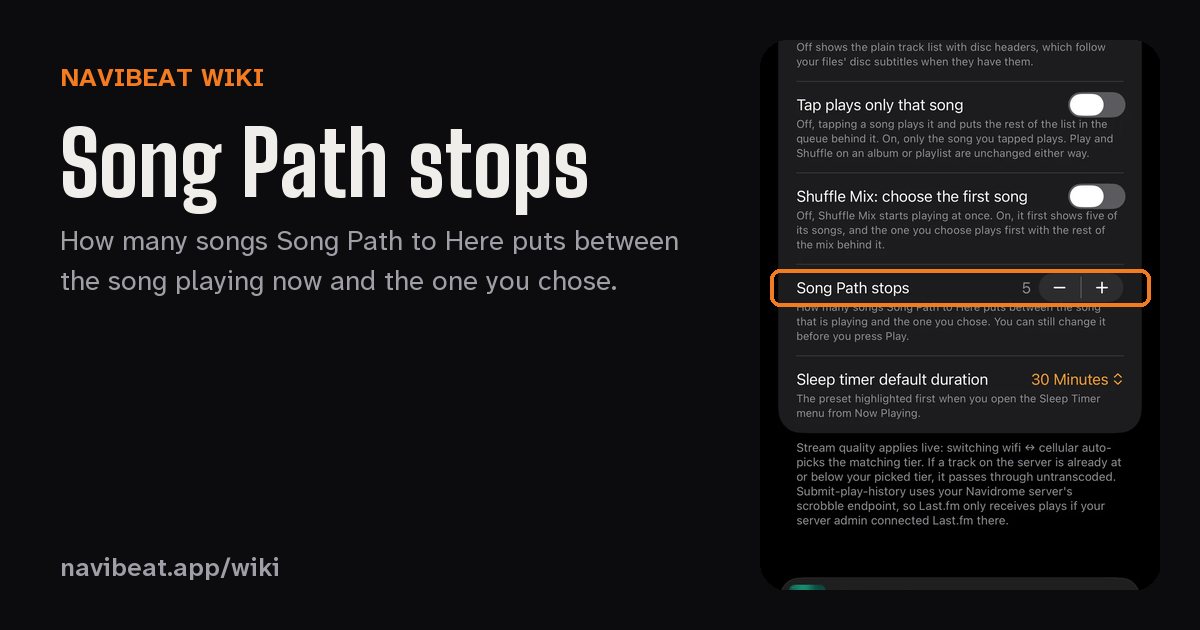 NAVIBEAT WIKI
Song Path stops
How many songs Song Path to Here puts between
the song playing now and the one you chose.
navibeat.app/wiki
Off shows the plain track list with disc headers, which follow
your files' disc subtitles when they have them.
Tap plays only that song
Off, tapping a song plays it and puts the rest of the list in the
queue behind it. On, only the song you tapped plays. Play and
Shuffle on an album or playlist are unchanged either way.
Shuffle Mix: choose the first song
Off, Shuffle Mix starts playing at once. On, it first shows five of
its songs, and the one you choose plays first with the rest of
the mix behind it.
Song Path stops 5 − +
How many songs Song Path to Here puts between the song
that is playing and the one you chose. You can still change it
before you press Play.
Sleep timer default duration 30 Minutes
The preset highlighted first when you open the Sleep Timer
menu from Now Playing.
Stream quality applies live: switching wifi ↔ cellular auto-
picks the matching tier. If a track on the server is already at
or below your picked tier, it passes through untranscoded.
Submit-play-history uses your Navidrome server's
scrobble endpoint, so Last.fm only receives plays if your
server admin connected Last.fm there.